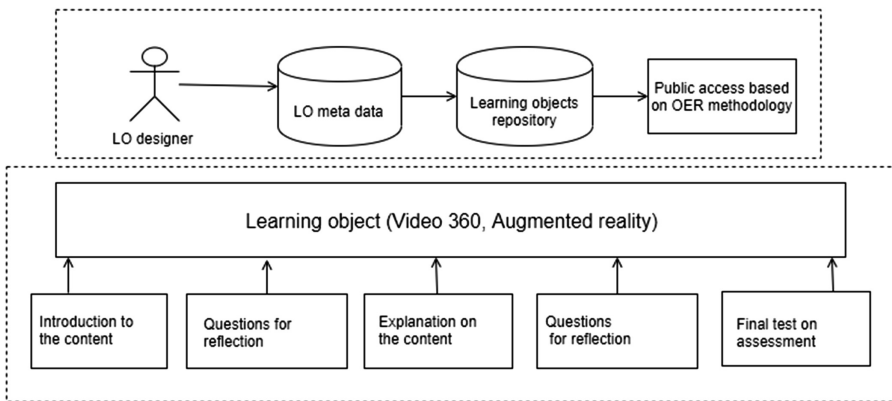 LO designer
LO meta data
Learning objects
repository
Public access based
on OER methodology
Learning object (Video 360, Augmented reality)
Introduction to
the content
Questions for
reflection
Explanation on
the content
Questions
for reflection
Final test on
assessment